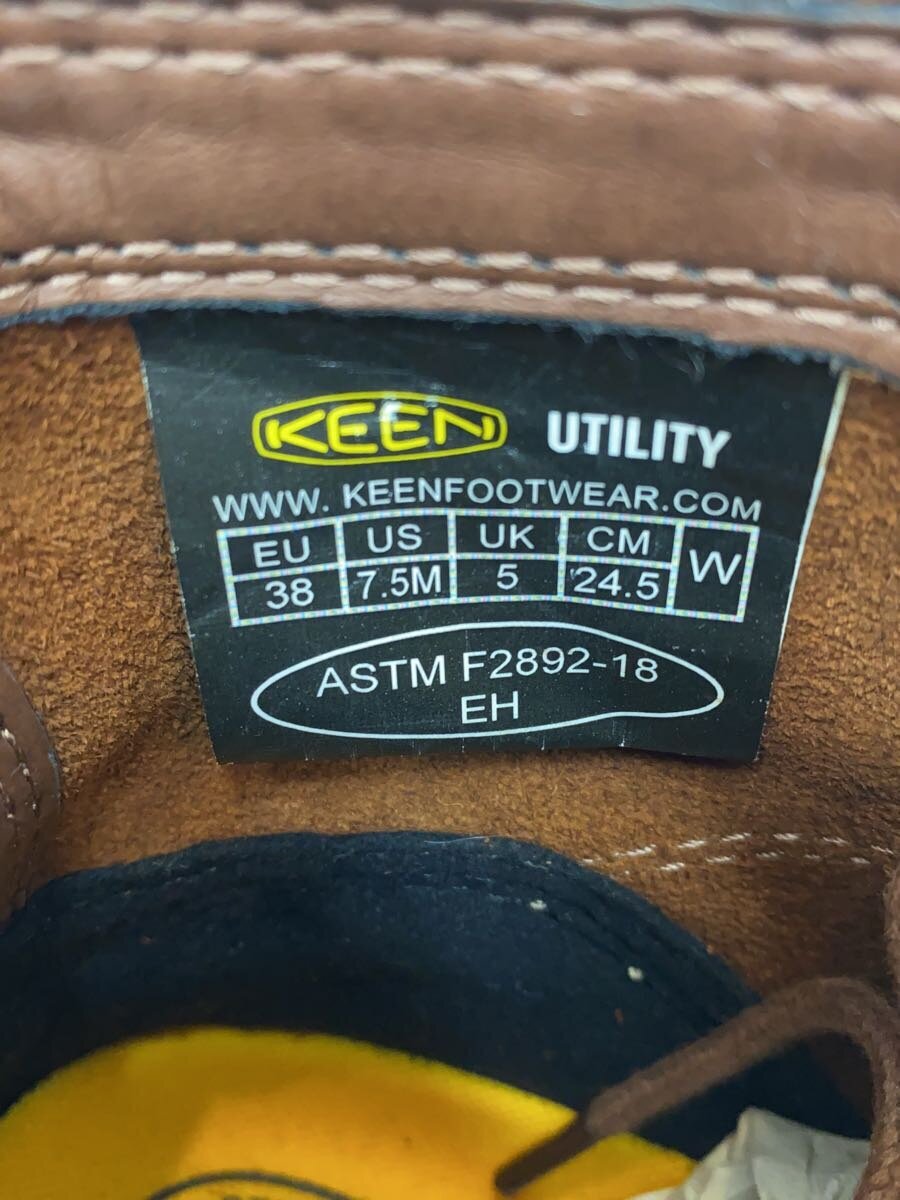 KEEN UTILITY
WWW. KEENFOOTWEAR.COM
EU US UK CM W
38 7.5M 5 24.5
ASTM F2892-18
EH